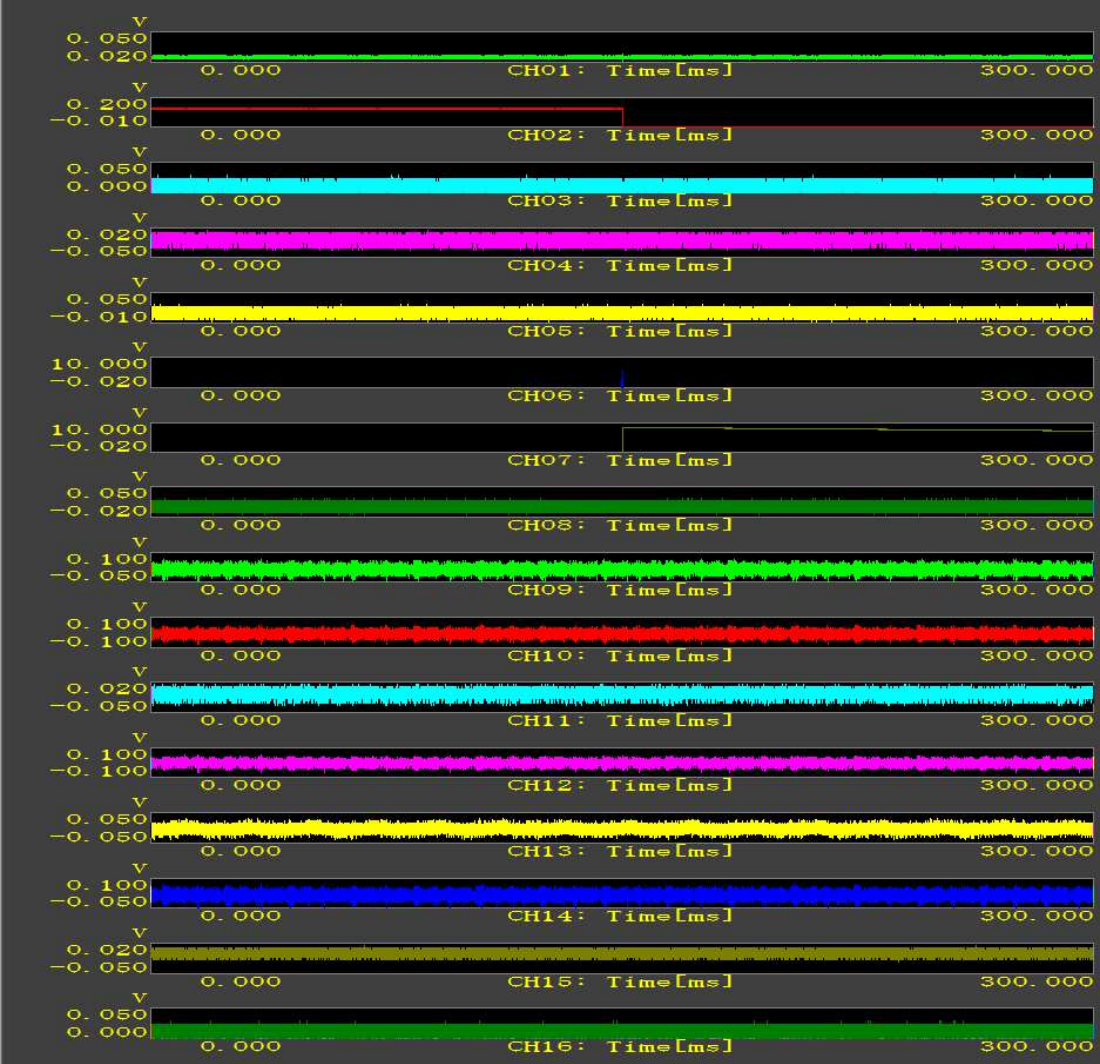 V
0.050
0.020
0.000 CH01: Time[ms] 300.000
V
0.200
-0.010
0.000 CH02: Time[ms] 300.000
V
0.050
0.000
0.000 CH03: Time[ms] 300.000
V
0.020
-0.050
0.000 CH04: Time[ms] 300.000
V
0.050
-0.010
0.000 CH05: Time[ms] 300.000
V
10.000
-0.020
0.000 CH06: Time[ms] 300.000
V
10.000
-0.020
0.000 CH07: Time[ms] 300.000
V
0.050
-0.020
0.000 CH08: Time[ms] 300.000
V
0.100
-0.050
0.000 CH09: Time[ms] 300.000
V
0.100
-0.100
0.000 CH10: Time[ms] 300.000
V
0.020
-0.050
0.000 CH11: Time[ms] 300.000
V
0.100
-0.100
0.000 CH12: Time[ms] 300.000
V
0.050
-0.050
0.000 CH13: Time[ms] 300.000
V
0.100
-0.050
0.000 CH14: Time[ms] 300.000
V
0.020
-0.050
0.000 CH15: Time[ms] 300.000
V
0.050
0.000
0.000 CH16: Time[ms] 300.000